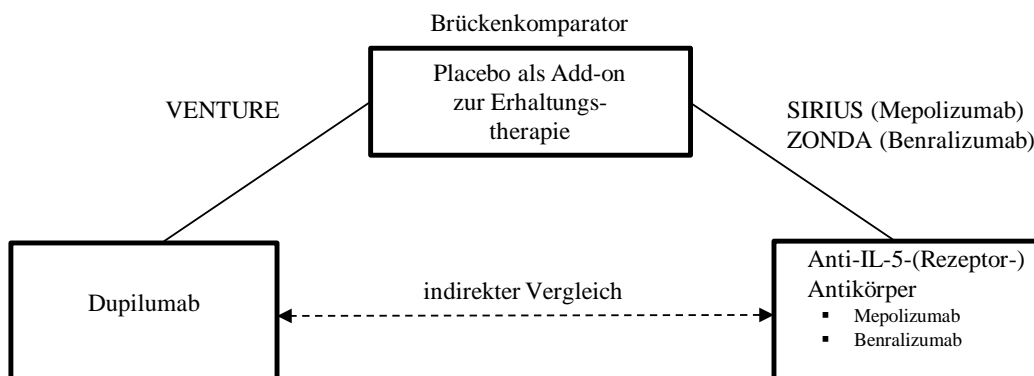 Brückenkomparator
Placebo als Add-on
zur Erhaltungs-
therapie
VENTURE
SIRIUS (Mepolizumab)
ZONDA (Benralizumab)
Dupilumab
indirekter Vergleich
Anti-IL-5-(Rezeptor-)
Antikörper
▪ Mepolizumab
▪ Benralizumab